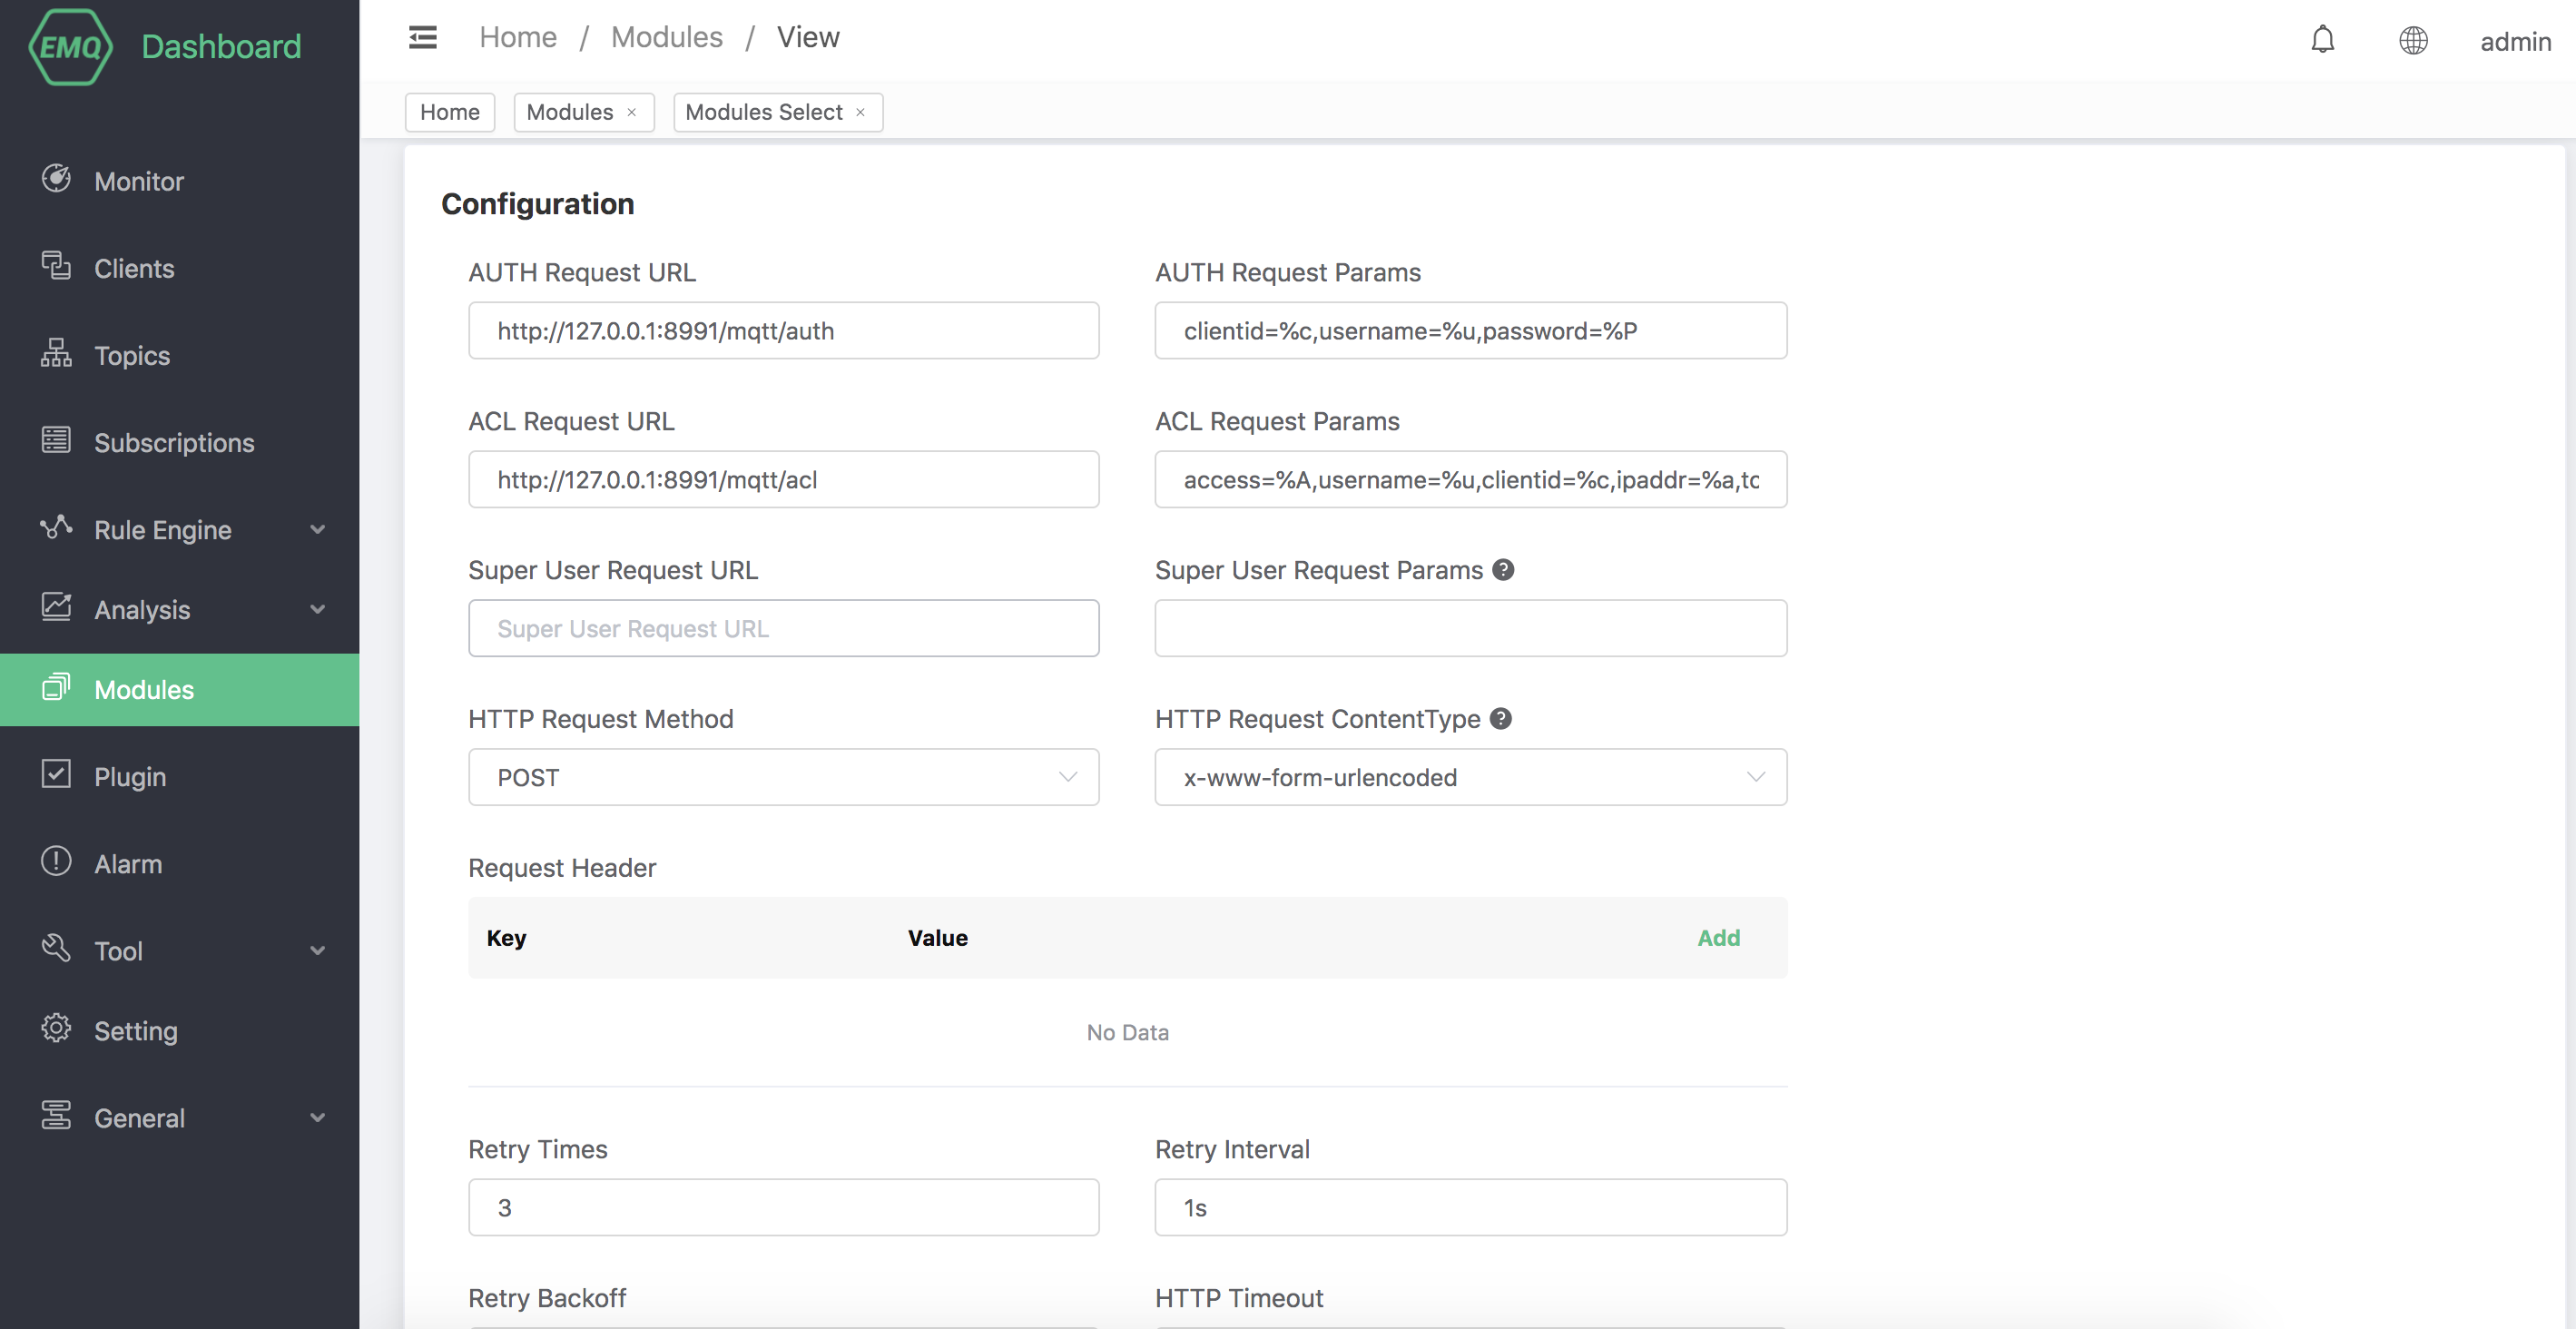 EMQ Dashboard
Home / Modules / View
admin
Home
Modules ×
Modules Select ×
Monitor
Clients
Topics
Subscriptions
Rule Engine
Analysis
Modules
Plugin
Alarm
Tool
Setting
General
Configuration
AUTH Request URL
http://127.0.0.1:8991/mqtt/auth
AUTH Request Params
clientid=%c,username=%u,password=%P
ACL Request URL
http://127.0.0.1:8991/mqtt/acl
ACL Request Params
access=%A,username=%u,clientid=%c,ipaddr=%a,tc
Super User Request URL
Super User Request URL
Super User Request Params ?
HTTP Request Method
POST
HTTP Request ContentType ?
x-www-form-urlencoded
Request Header
Key Value Add
No Data
Retry Times
3
Retry Interval
1s
Retry Backoff
HTTP Timeout